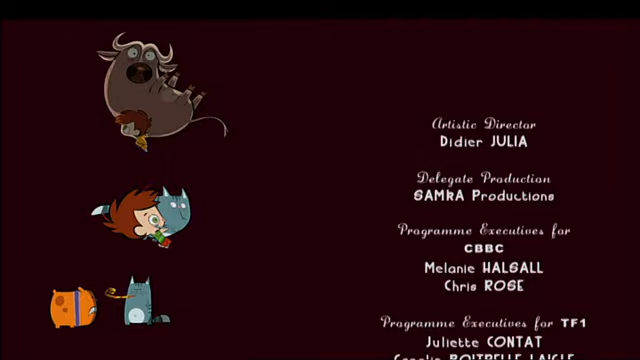 Artistic Director
Didier JULIA
Delegate Production
SAMKA Productions
Programme Executives for
CBBC
Melanie HALSALL
Chris ROSE
Programme Executives for TF1
Juliette CONTAT